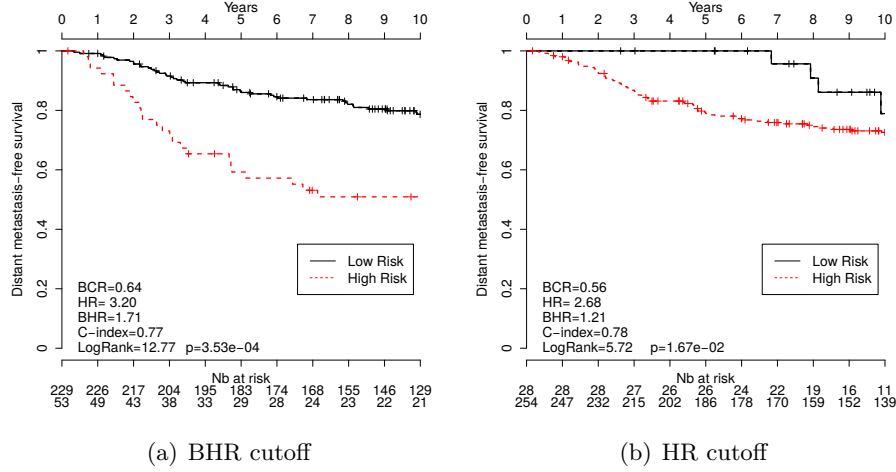 Years
0 1 2 3 4 5 6 7 8 9 10
Distant metastasis-free survival
1
0.8
0.6
0.4
0.2
0
Low Risk
High Risk
BCR=0.64
HR= 3.20
BHR=1.71
C-index=0.77
LogRank=12.77 p=3.53e-04
Nb at risk
229 226 217 204 195 183 174 168 155 146 129
53 49 43 38 33 29 28 24 23 22 21
(a) BHR cutoff
Years
0 1 2 3 4 5 6 7 8 9 10
Distant metastasis-free survival
1
0.8
0.6
0.4
0.2
0
Low Risk
High Risk
BCR=0.56
HR= 2.68
BHR=1.21
C-index=0.78
LogRank=5.72 p=1.67e-02
Nb at risk
28 28 28 27 26 26 24 22 19 16 11
254 247 232 215 202 186 178 170 159 152 139
(b) HR cutoff